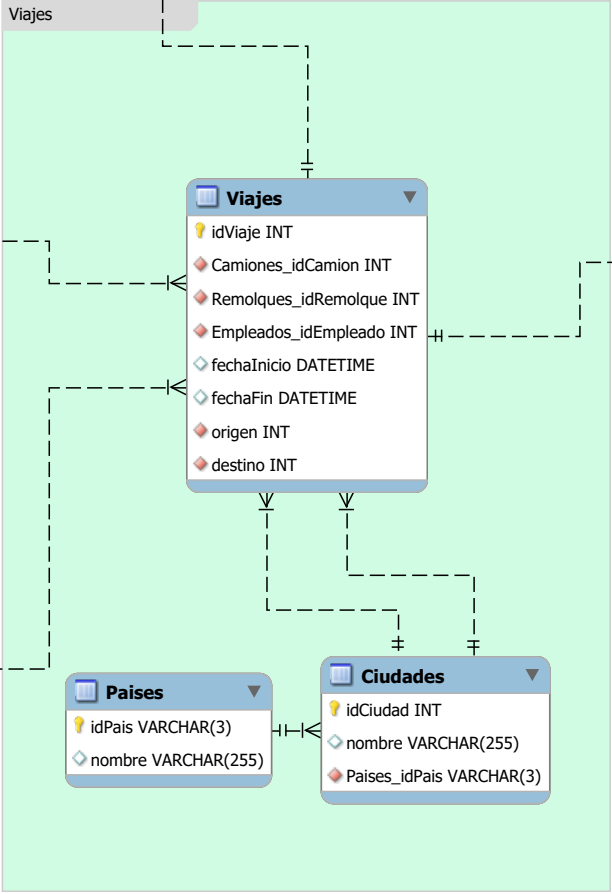 Viajes
Viajes
idViaje INT
Camiones_idCamion INT
Remolques_idRemolque INT
Empleados_idEmpleado INT
fechaInicio DATETIME
fechaFin DATETIME
origen INT
destino INT
Paises
idPais VARCHAR(3)
nombre VARCHAR(255)
Ciudades
idCiudad INT
nombre VARCHAR(255)
Paises_idPais VARCHAR(3)